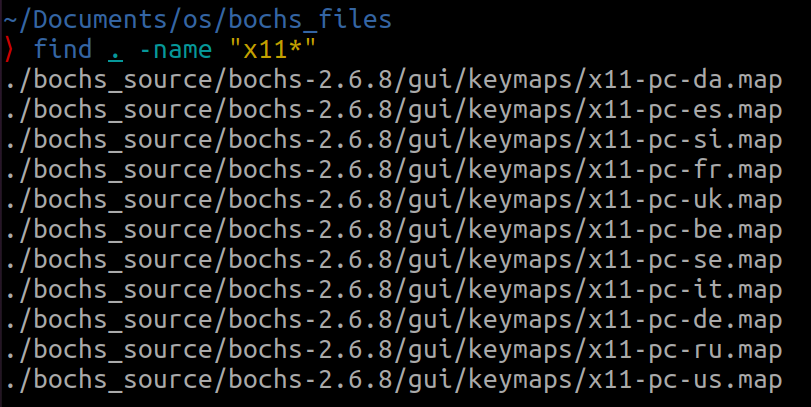 ~/Documents/os/bochs_files
⟩ find . -name "x11*"
./bochs_source/bochs-2.6.8/gui/keymaps/x11-pc-da.map
./bochs_source/bochs-2.6.8/gui/keymaps/x11-pc-es.map
./bochs_source/bochs-2.6.8/gui/keymaps/x11-pc-si.map
./bochs_source/bochs-2.6.8/gui/keymaps/x11-pc-fr.map
./bochs_source/bochs-2.6.8/gui/keymaps/x11-pc-uk.map
./bochs_source/bochs-2.6.8/gui/keymaps/x11-pc-be.map
./bochs_source/bochs-2.6.8/gui/keymaps/x11-pc-se.map
./bochs_source/bochs-2.6.8/gui/keymaps/x11-pc-it.map
./bochs_source/bochs-2.6.8/gui/keymaps/x11-pc-de.map
./bochs_source/bochs-2.6.8/gui/keymaps/x11-pc-ru.map
./bochs_source/bochs-2.6.8/gui/keymaps/x11-pc-us.map